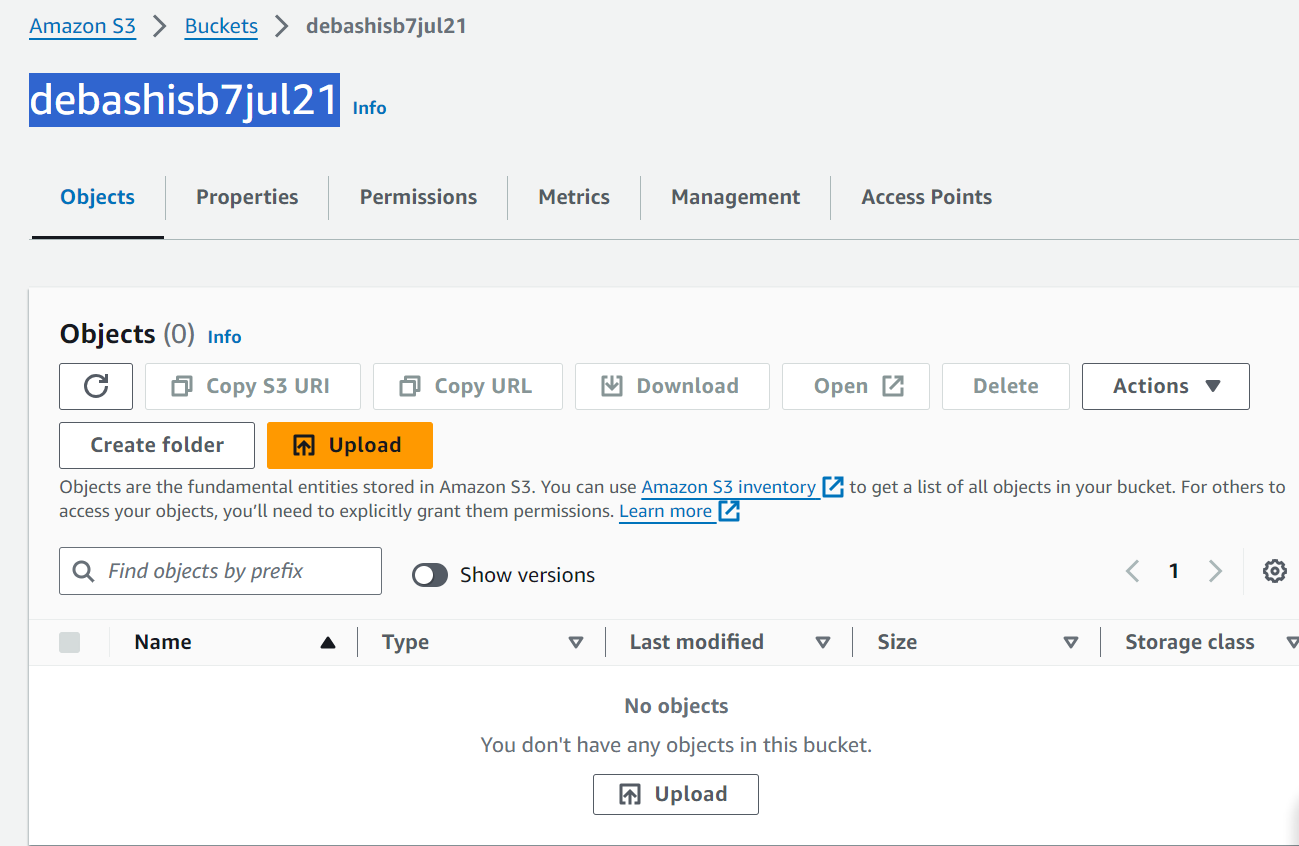 Amazon S3 Buckets debashisb7jul21
debashisb7jul21 Info
Objects Properties Permissions Metrics Management Access Points
Objects (0) Info
Copy S3 URI Copy URL Download Open Delete Actions
Create folder Upload
Objects are the fundamental entities stored in Amazon S3. You can use Amazon S3 inventory to get a list of all objects in your bucket. For others to
access your objects, you’ll need to explicitly grant them permissions. Learn more
Find objects by prefix Show versions 1
Name Type Last modified Size Storage class
No objects
You don't have any objects in this bucket.
Upload